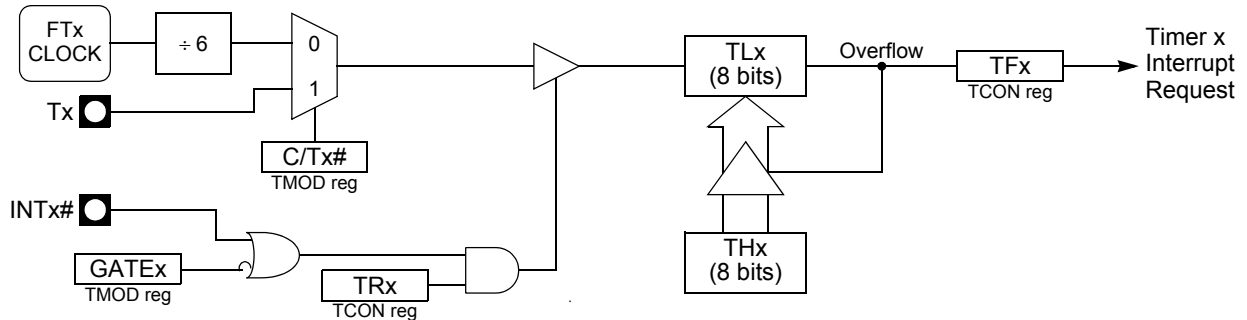 FTx
CLOCK
÷ 6
0
1
Tx
C/Tx#
TMOD reg
INTx#
GATEx
TMOD reg
TRx
TCON reg
TLx
(8 bits)
THx
(8 bits)
Overflow
TFx
TCON reg
Timer x
Interrupt
Request